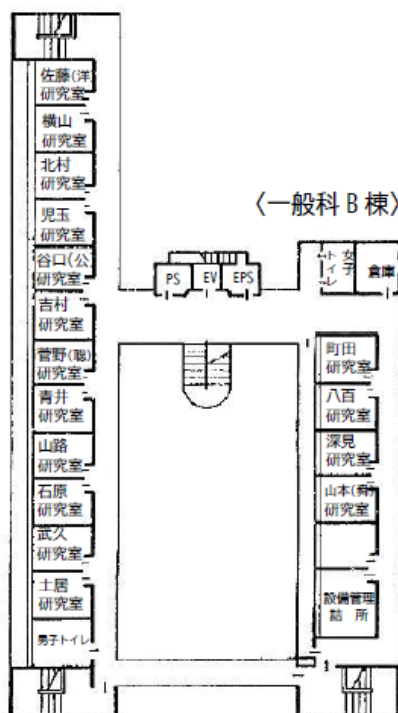 佐藤(洋)
研究室
横山
研究室
北村
研究室
児玉
研究室
谷口(公)
研究室
吉村
研究室
菅野(聡)
研究室
青井
研究室
山路
研究室
石原
研究室
武久
研究室
土居
研究室
男子トイレ
〈一般科B棟〉
PS
EV
EPS
女子
トイレ
倉庫
町田
研究室
八百
研究室
深見
研究室
山本(舜)
研究室
設備管理
詰 所